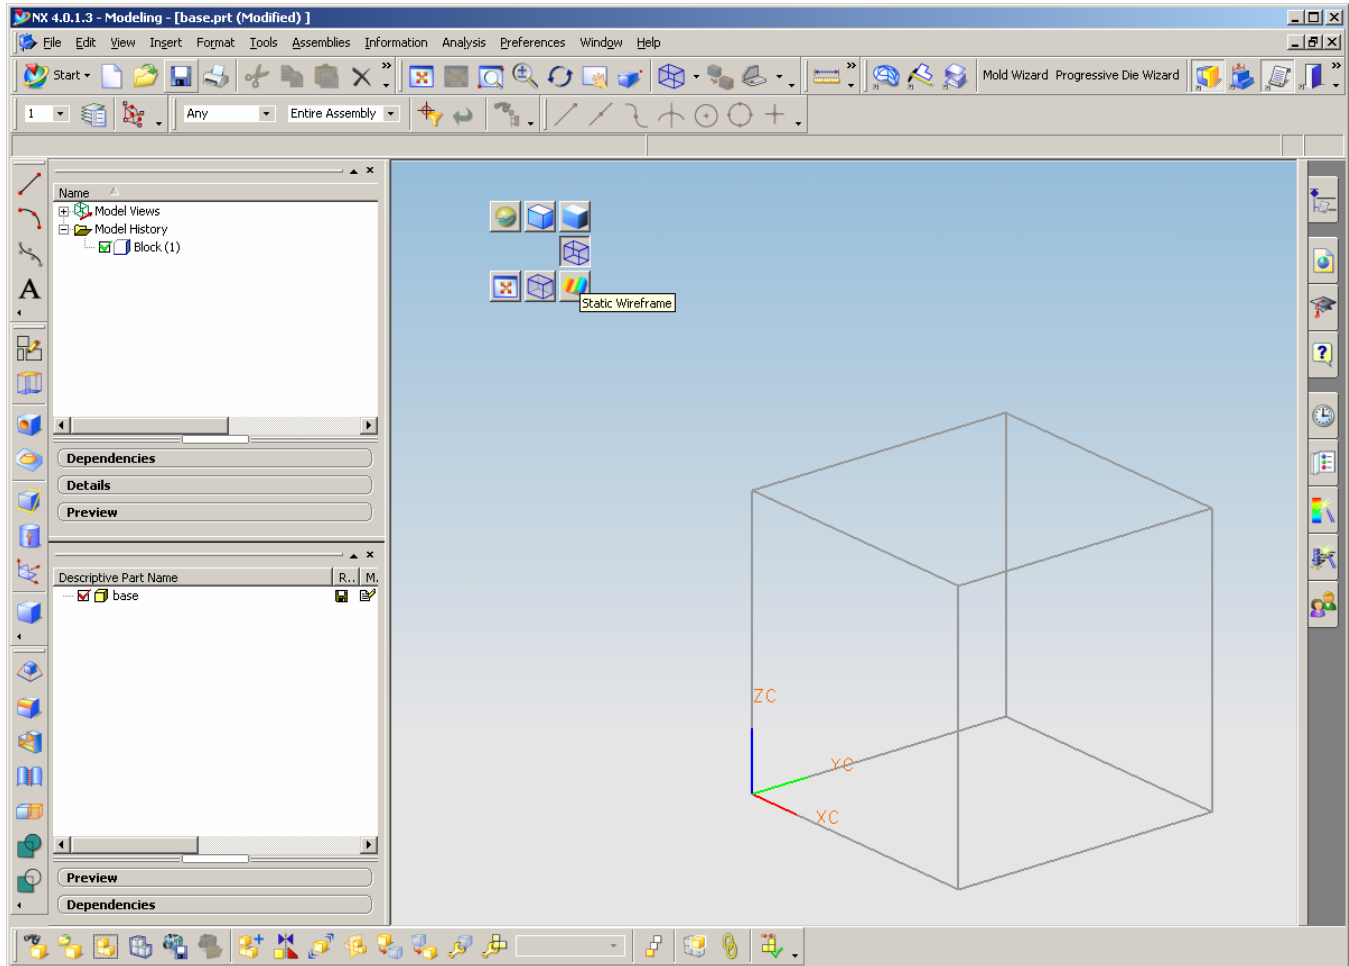 NX 4.0.1.3 - Modeling - [base.prt (Modified) ]
File Edit View Insert Format Tools Assemblies Information Analysis Preferences Window Help
Start Mold Wizard Progressive Die Wizard
1 Any Entire Assembly
Name
Model Views
Model History
Block (1)
Dependencies
Details
Preview
Descriptive Part Name R.. M.
base
Preview
Dependencies
A
Static Wireframe
ZC
YC
XC